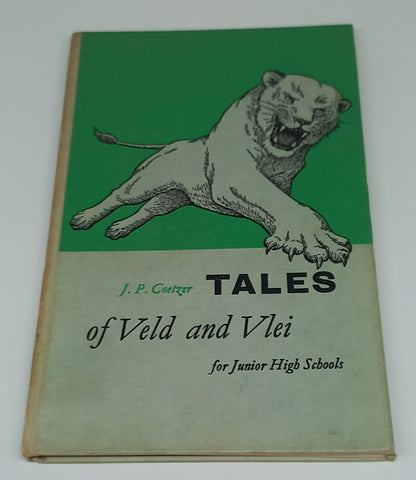 J. P. Coetzer TALES
of Veld and Vlei
for Junior High Schools